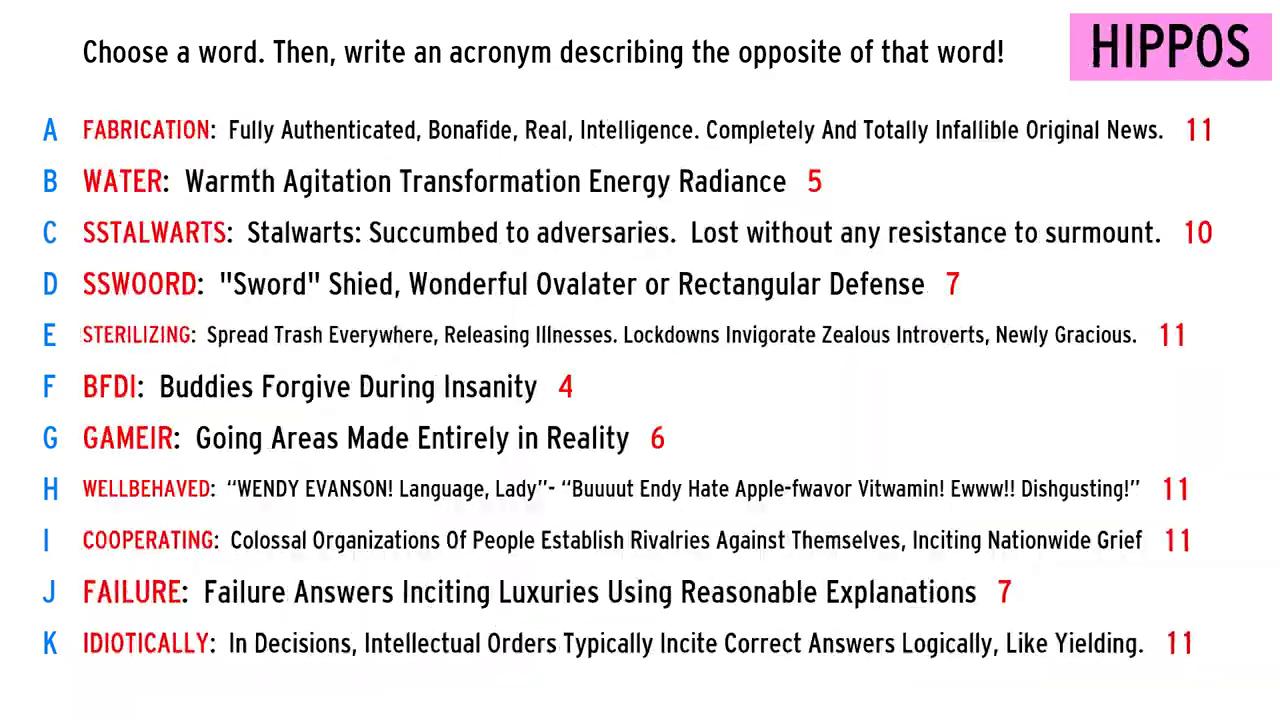 Choose a word. Then, write an acronym describing the opposite of that word!
HIPPOS
A FABRICATION: Fully Authenticated, Bonafide, Real, Intelligence. Completely And Totally Infallible Original News. 11
B WATER: Warmth Agitation Transformation Energy Radiance 5
C SSTALWARTS: Stalwarts: Succumbed to adversaries. Lost without any resistance to surmount. 10
D SSWOORD: "Sword" Shied, Wonderful Ovalater or Rectangular Defense 7
E STERILIZING: Spread Trash Everywhere, Releasing Illnesses. Lockdowns Invigorate Zealous Introverts, Newly Gracious. 11
F BFDI: Buddies Forgive During Insanity 4
G GAMEIR: Going Areas Made Entirely in Reality 6
H WELLBEHAVED: “WENDY EVANSON! Language, Lady”- “Buuuut Endy Hate Apple-fwavor Vitwamin! Ewww!! Dishgusting!” 11
I COOPERATING: Colossal Organizations Of People Establish Rivalries Against Themselves, Inciting Nationwide Grief 11
J FAILURE: Failure Answers Inciting Luxuries Using Reasonable Explanations 7
K IDIOTICALLY: In Decisions, Intellectual Orders Typically Incite Correct Answers Logically, Like Yielding. 11